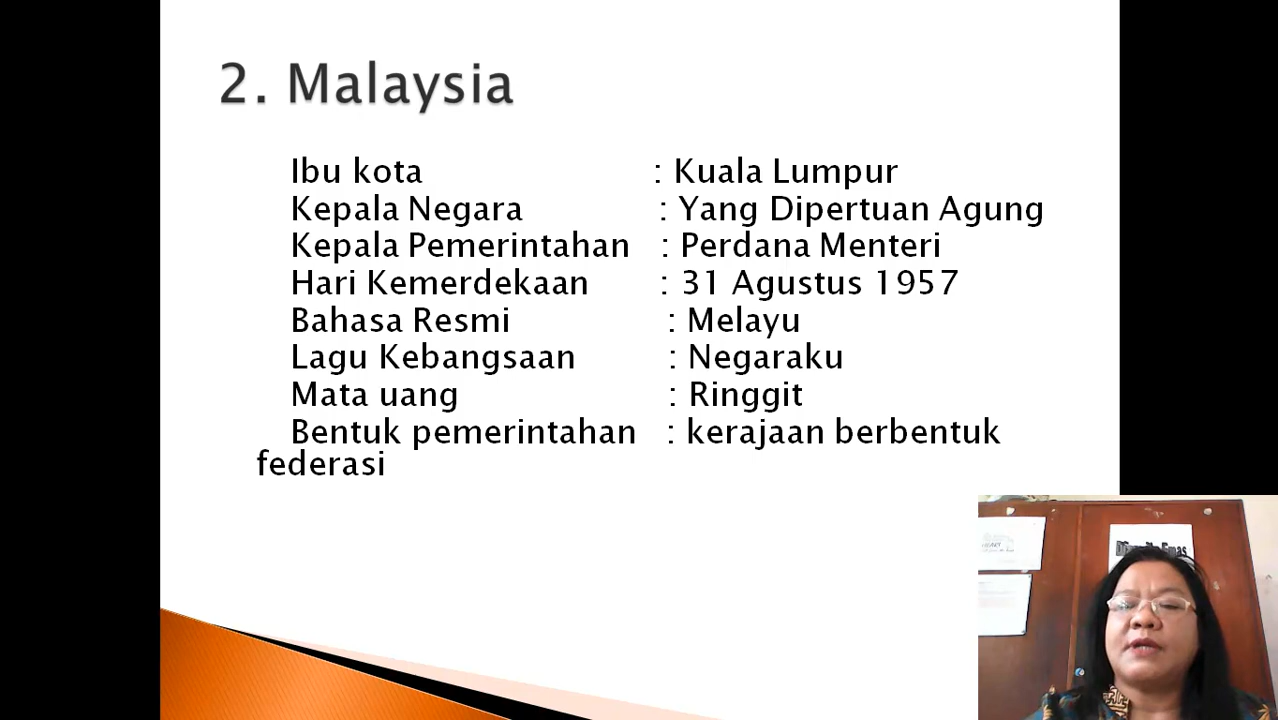 2. Malaysia
Ibu kota : Kuala Lumpur
Kepala Negara : Yang Dipertuan Agung
Kepala Pemerintahan : Perdana Menteri
Hari Kemerdekaan : 31 Agustus 1957
Bahasa Resmi : Melayu
Lagu Kebangsaan : Negaraku
Mata uang : Ringgit
Bentuk pemerintahan : kerajaan berbentuk
federasi